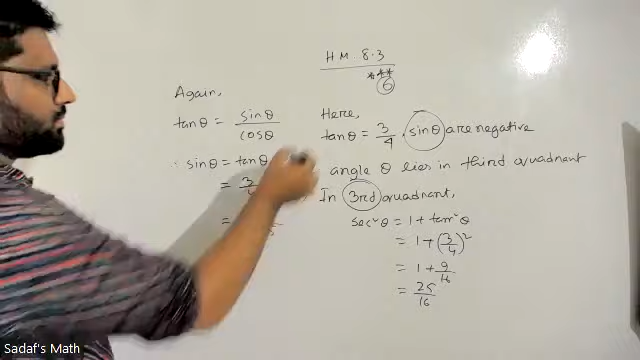 H M. 8.3
*** 6
Again,
tanθ = sinθ / cosθ
∴ sinθ = tanθ
= 3
=
Here,
tanθ = 3/4, sinθ are negative
angle θ lies in third quadrant
In 3rd quadrant,
sec²θ = 1 + tan²θ
= 1 + (3/4)²
= 1 + 9/16
= 25/16
Sadaf's Math